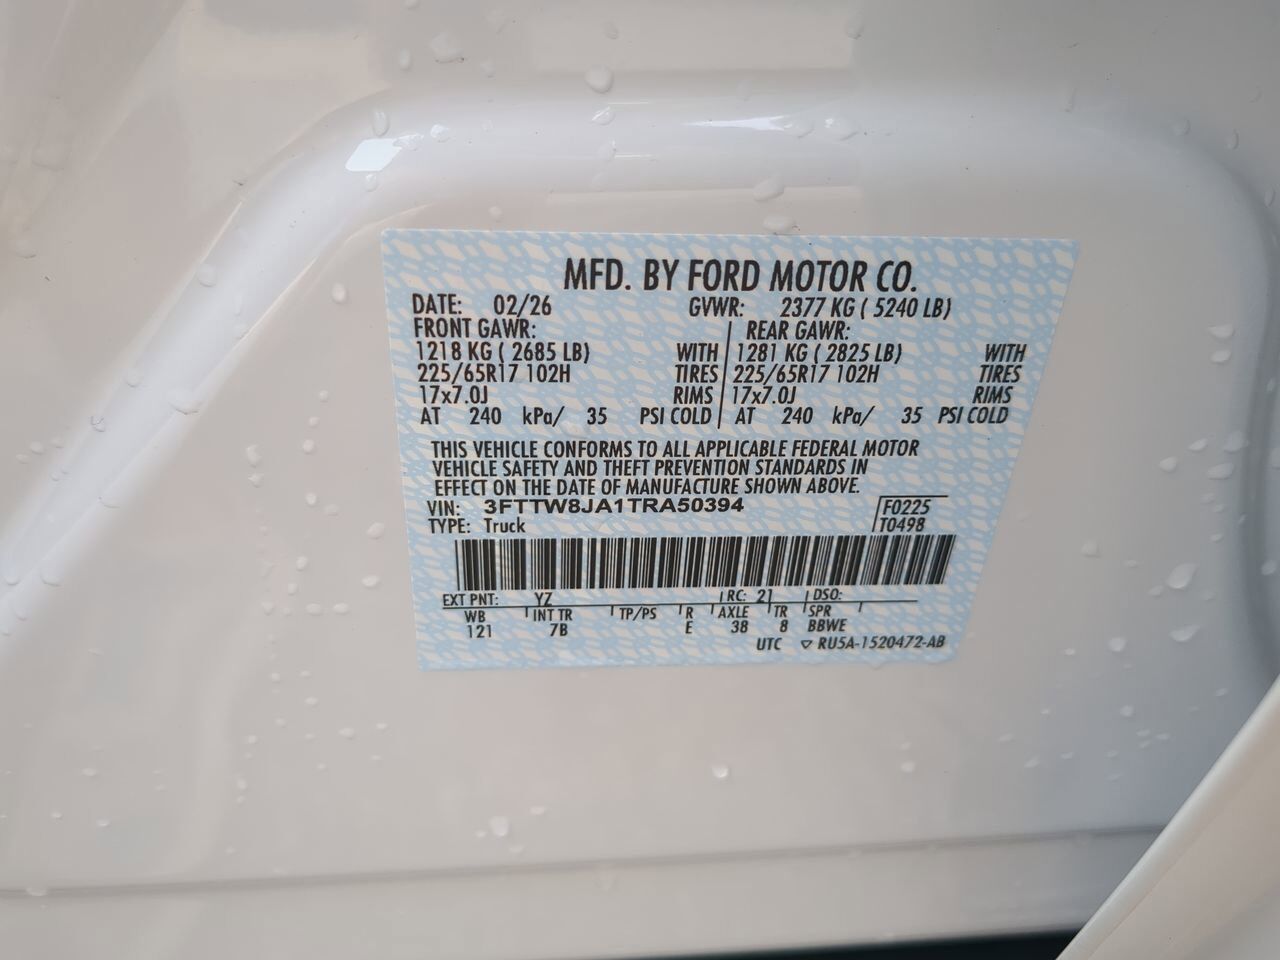 MFD. BY FORD MOTOR CO.
DATE: 02/26 GVWR: 2377 KG ( 5240 LB)
FRONT GAWR: REAR GAWR:
1218 KG ( 2685 LB) WITH 1281 KG ( 2825 LB) WITH
225/65R17 102H TIRES 225/65R17 102H TIRES
17x7.0J RIMS 17x7.0J RIMS
AT 240 kPa/ 35 PSI COLD AT 240 kPa/ 35 PSI COLD
THIS VEHICLE CONFORMS TO ALL APPLICABLE FEDERAL MOTOR
VEHICLE SAFETY AND THEFT PREVENTION STANDARDS IN
EFFECT ON THE DATE OF MANUFACTURE SHOWN ABOVE.
VIN: 3FTTW8JA1TRA50394 F0225
TYPE: Truck T0498
EXT PNT: YZ RC: 21 DSO:
WB INT TR TP/PS R AXLE TR SPR
121 7B E 38 8 BBWE
UTC ▽ RU5A-1520472-AB